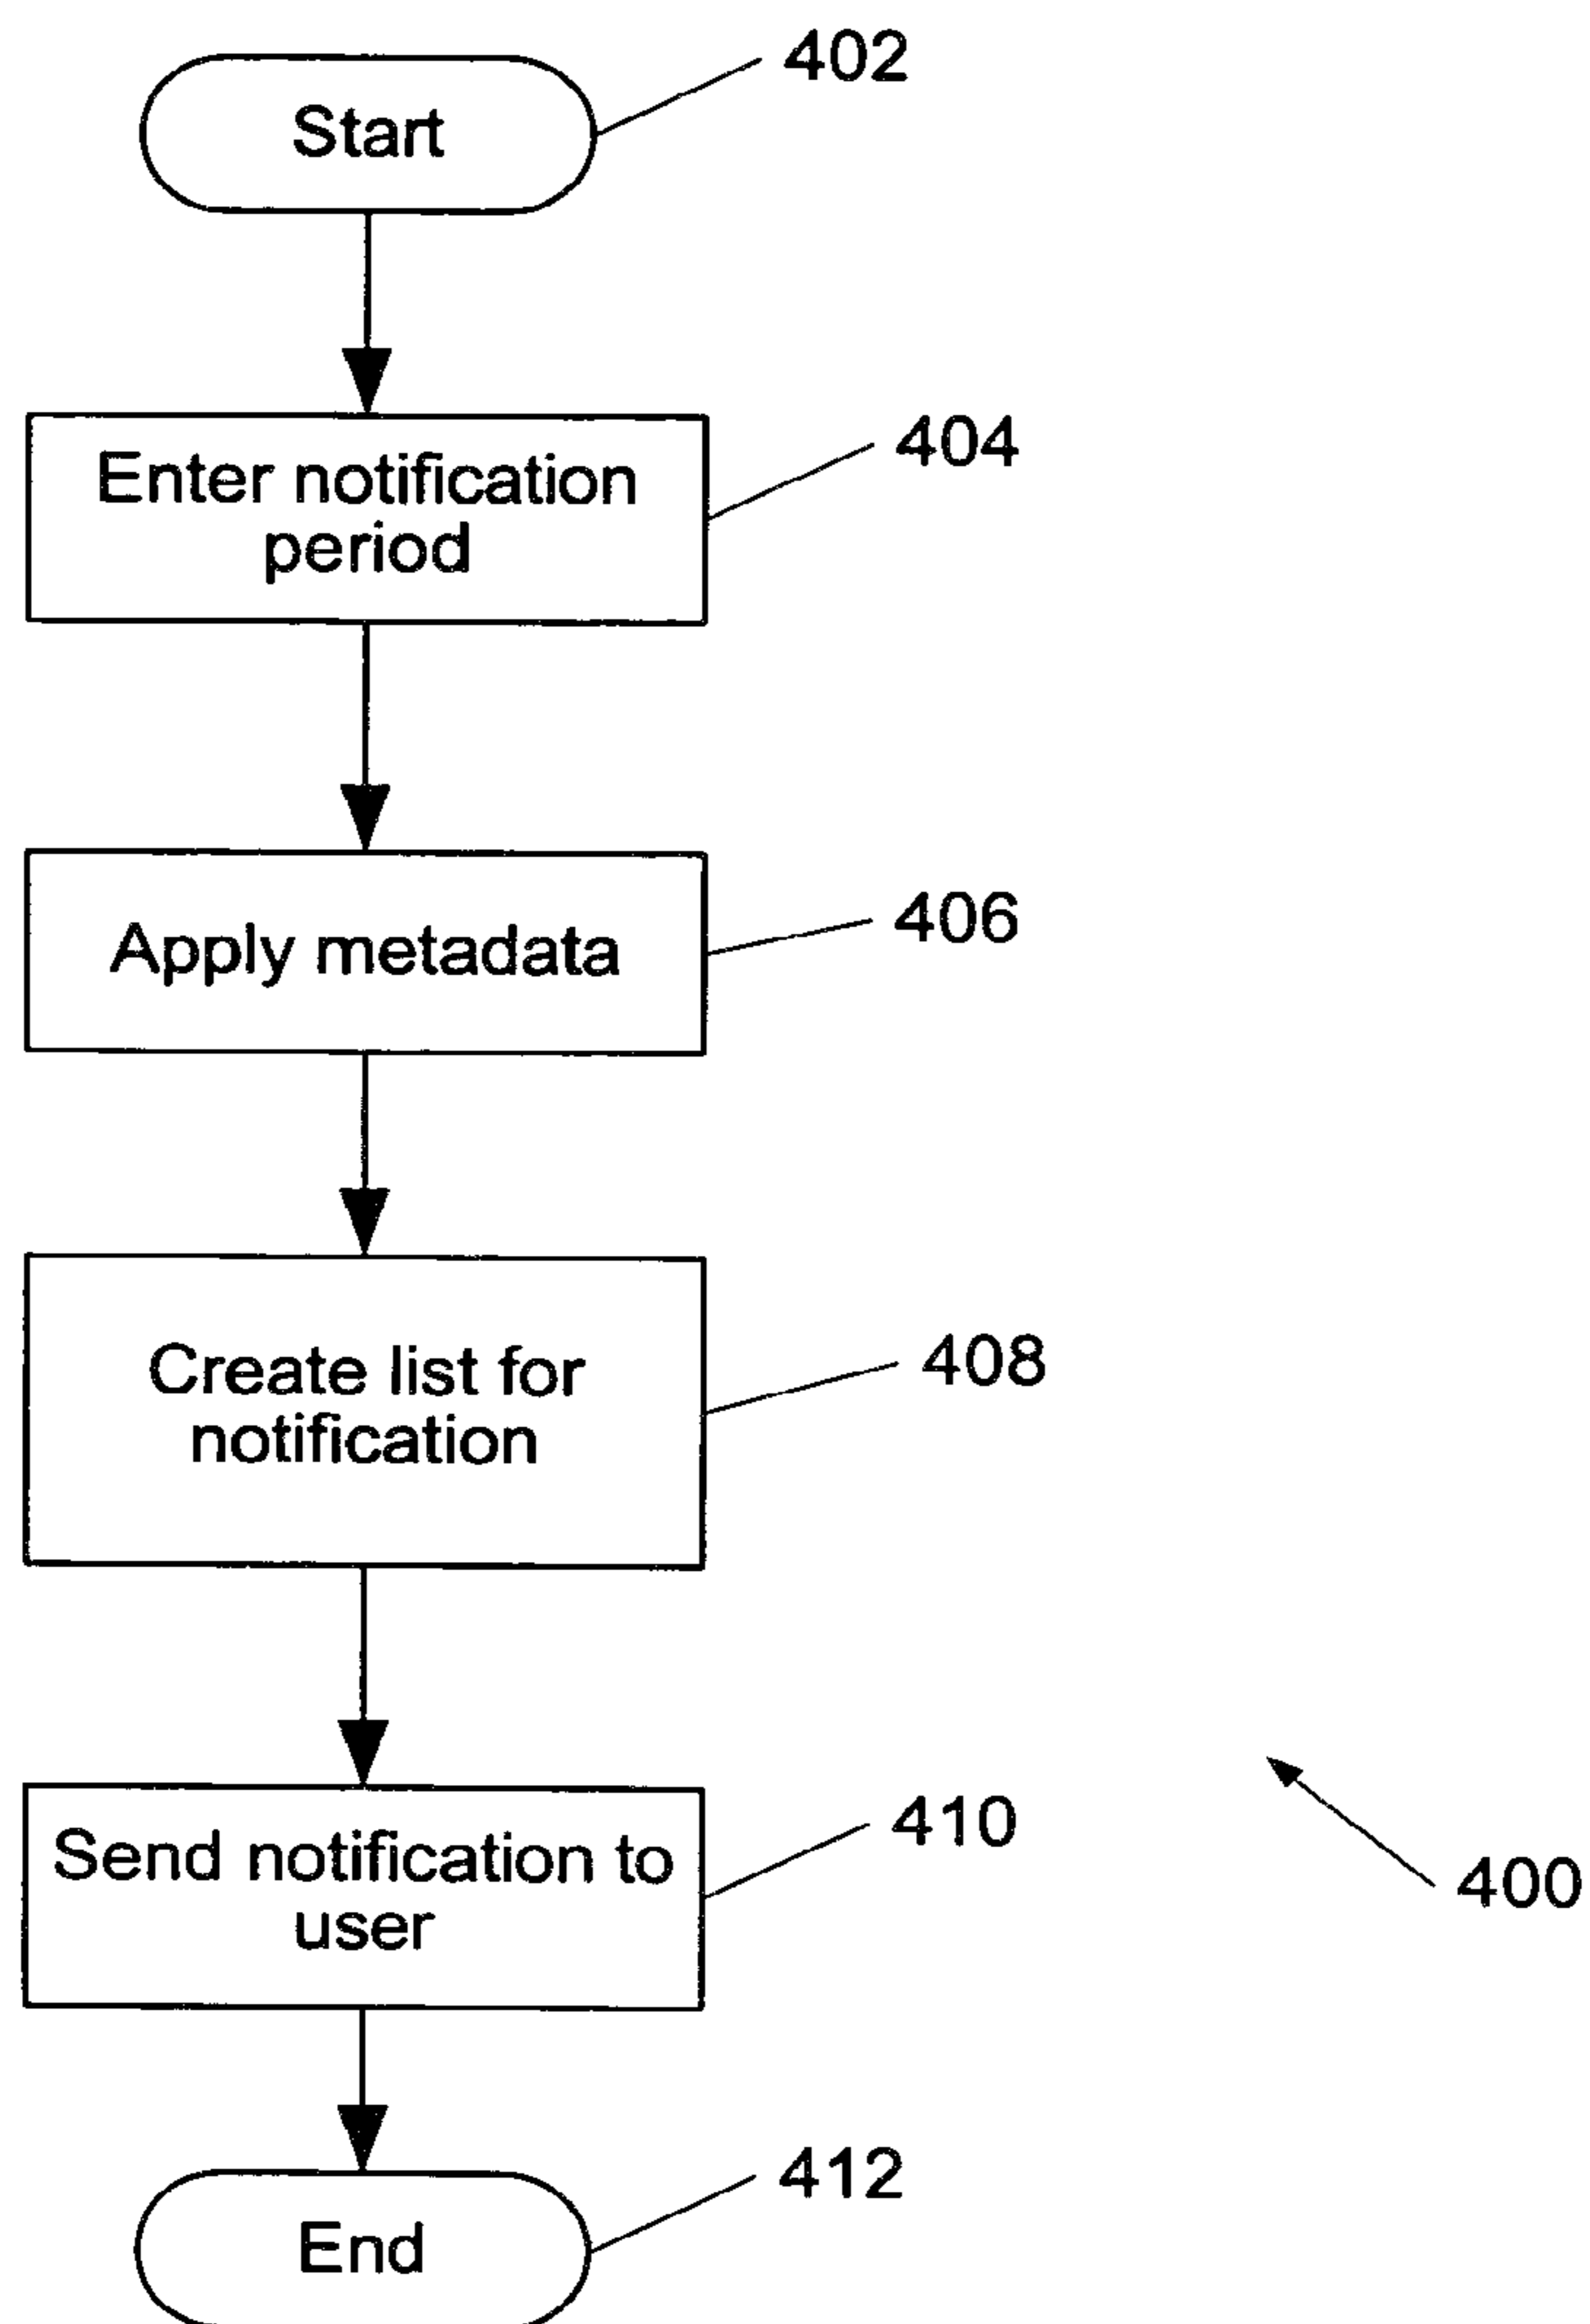 402
Start
404
Enter notification
period
406
Apply metadata
408
Create list for
notification
410
Send notification to
user
400
412
End